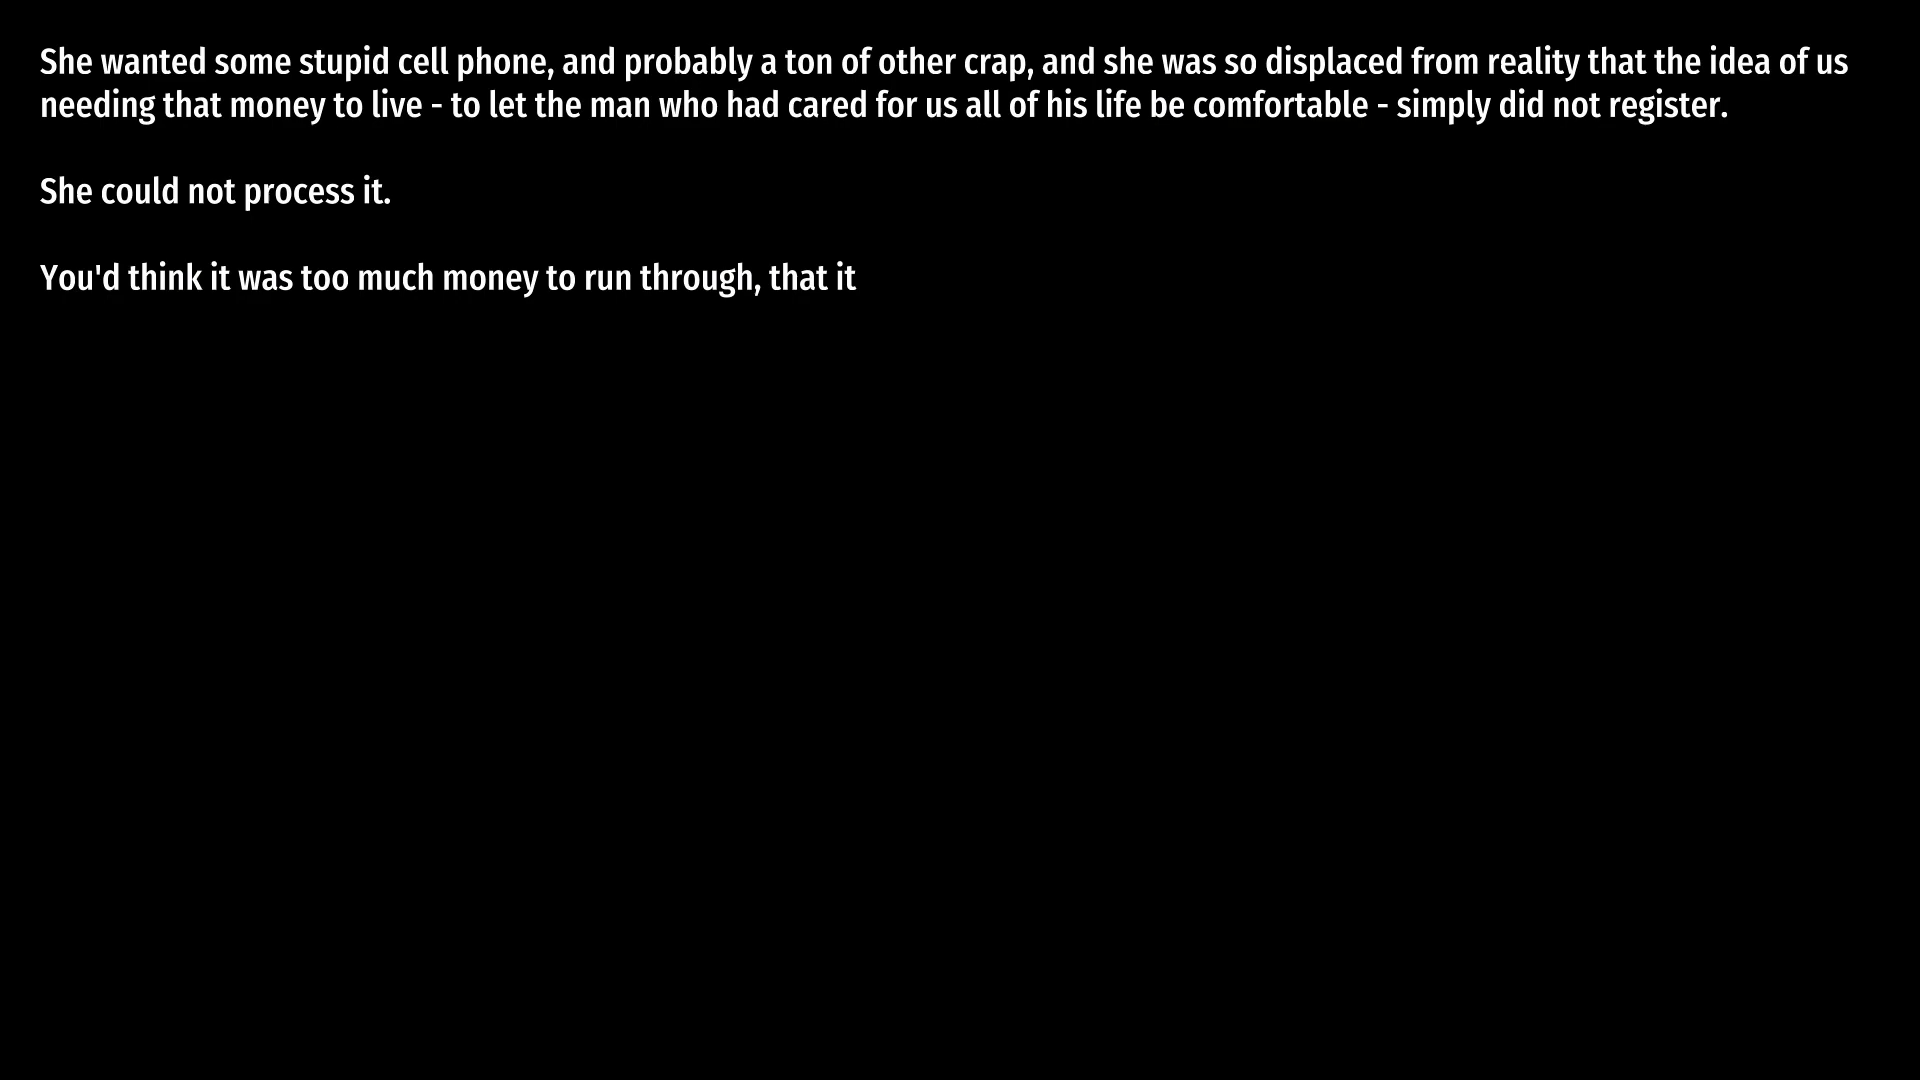 She wanted some stupid cell phone, and probably a ton of other crap, and she was so displaced from reality that the idea of us
needing that money to live - to let the man who had cared for us all of his life be comfortable - simply did not register.
She could not process it.
You'd think it was too much money to run through, that it